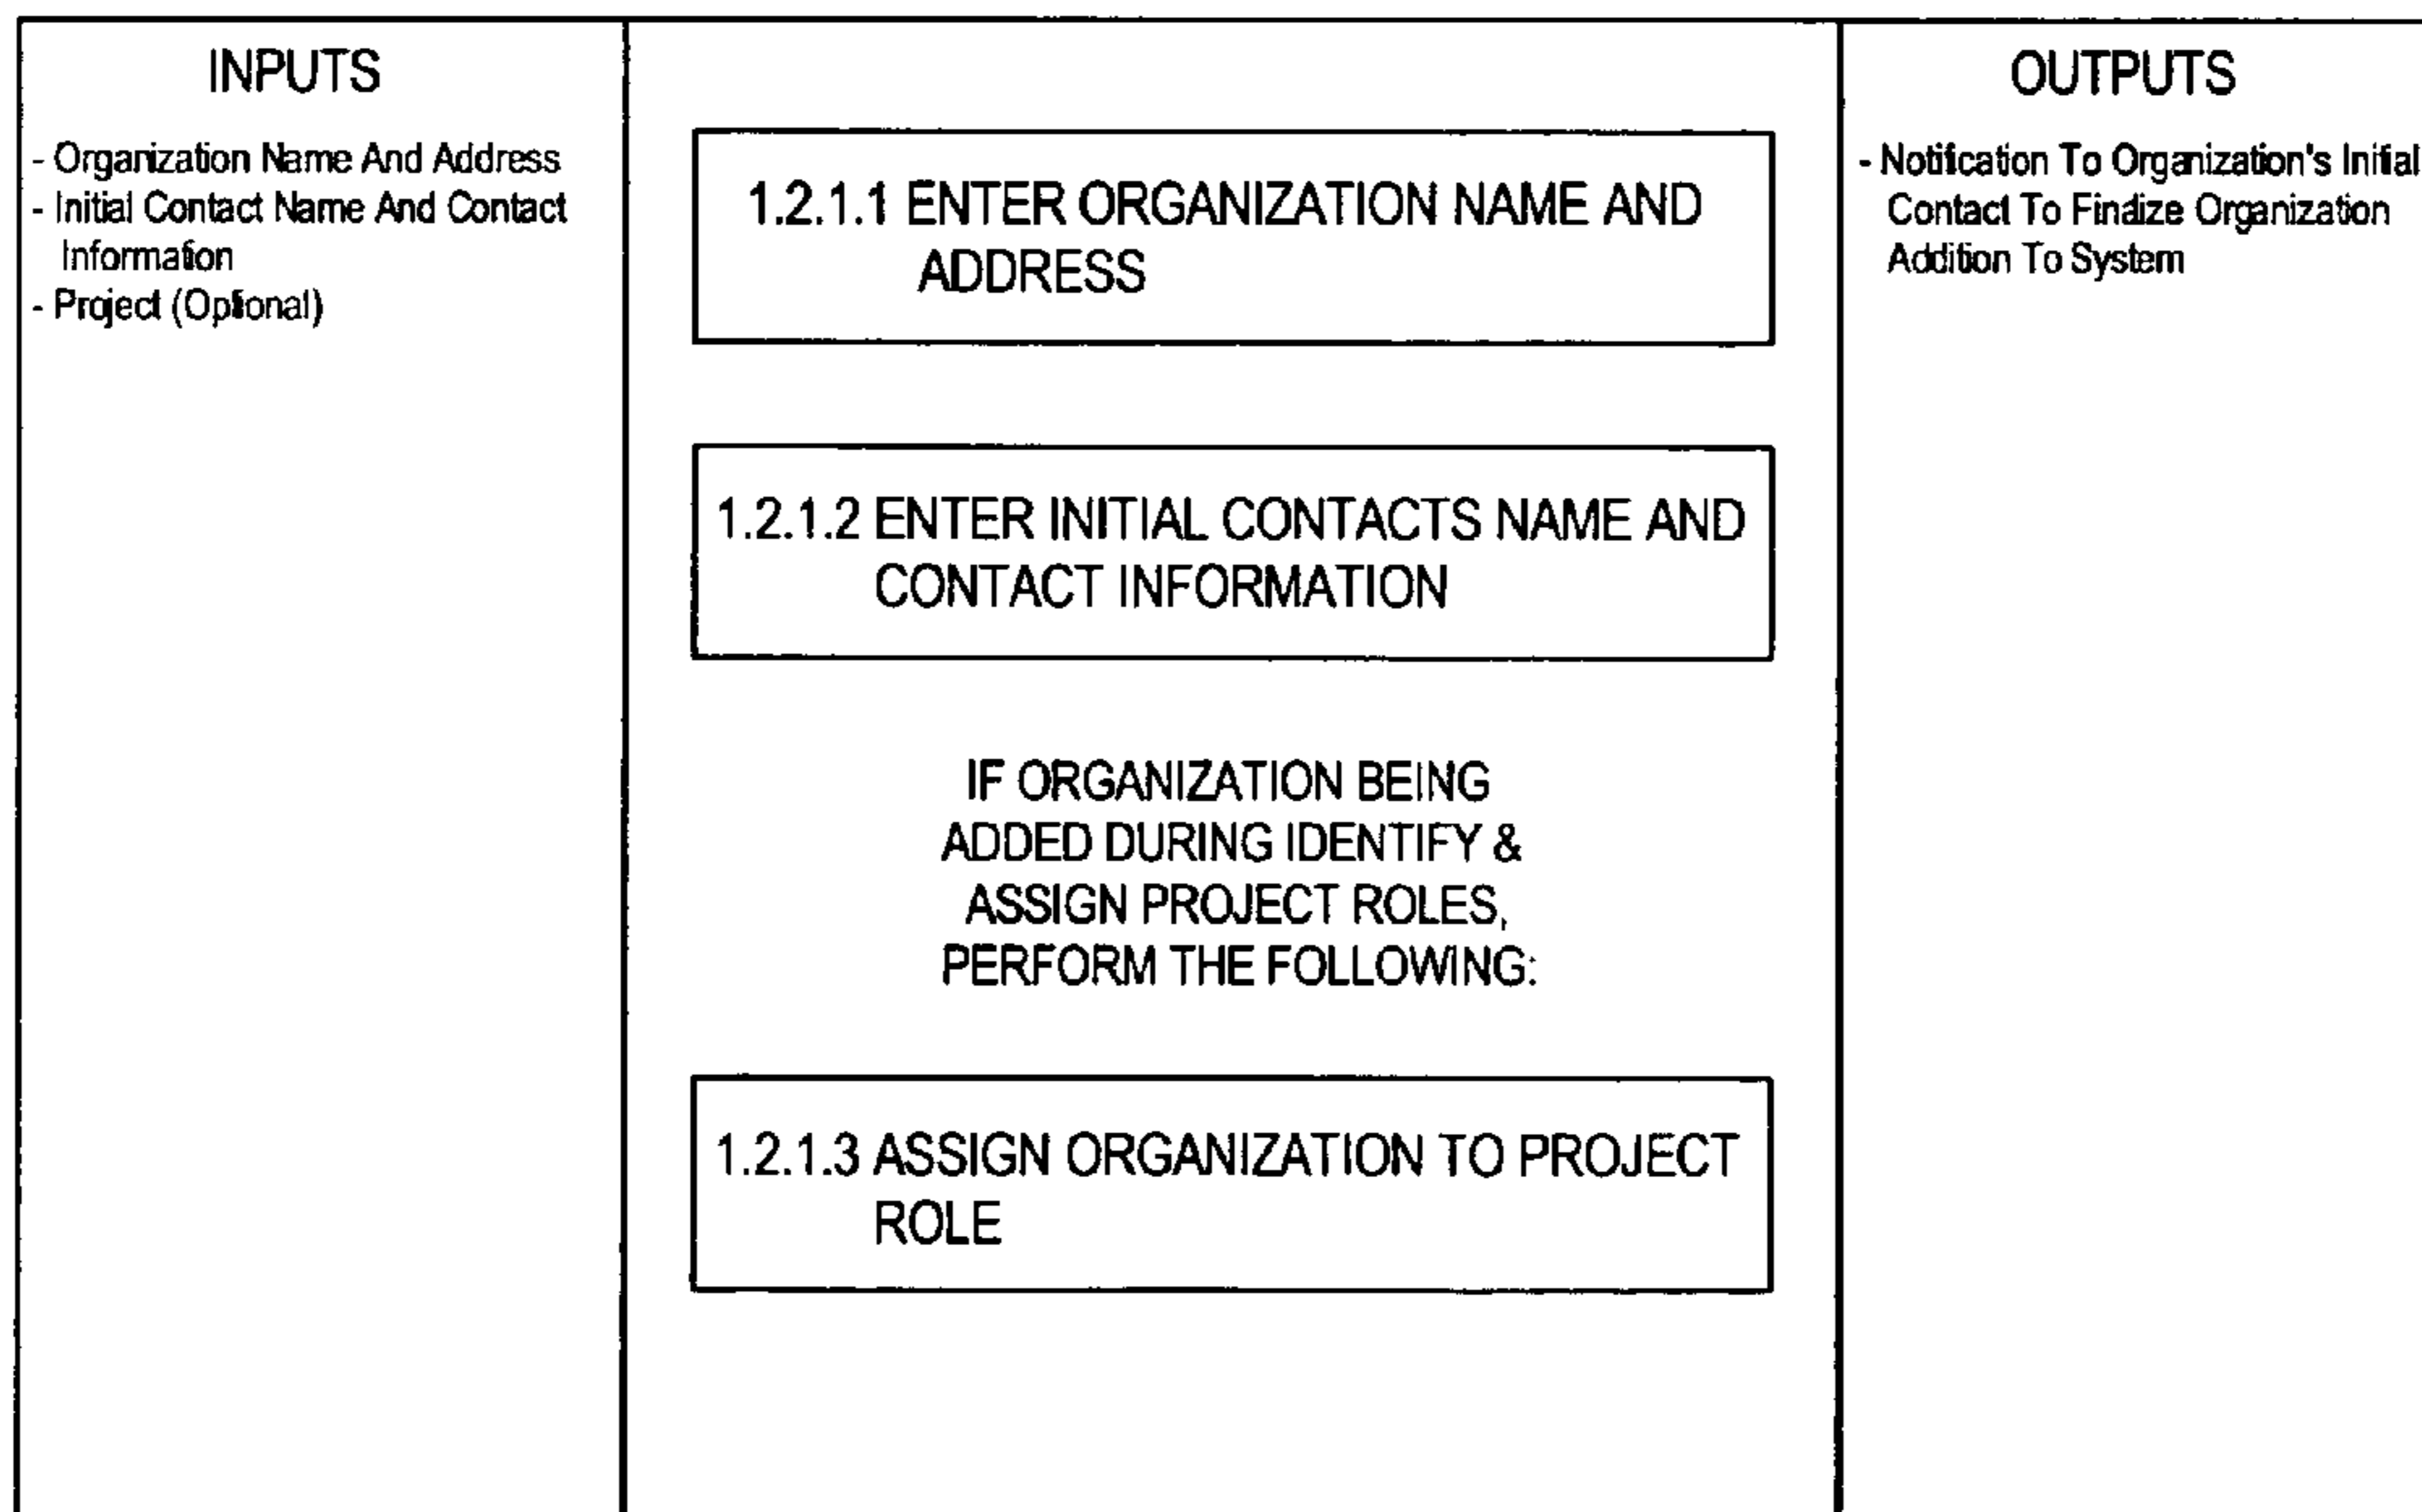 INPUTS
- Organization Name And Address
- Initial Contact Name And Contact
Information
- Project (Optional)
1.2.1.1 ENTER ORGANIZATION NAME AND
ADDRESS
1.2.1.2 ENTER INITIAL CONTACTS NAME AND
CONTACT INFORMATION
IF ORGANIZATION BEING
ADDED DURING IDENTIFY &
ASSIGN PROJECT ROLES,
PERFORM THE FOLLOWING:
1.2.1.3 ASSIGN ORGANIZATION TO PROJECT
ROLE
OUTPUTS
- Notification To Organization's Initial
Contact To Finalize Organization
Addition To System